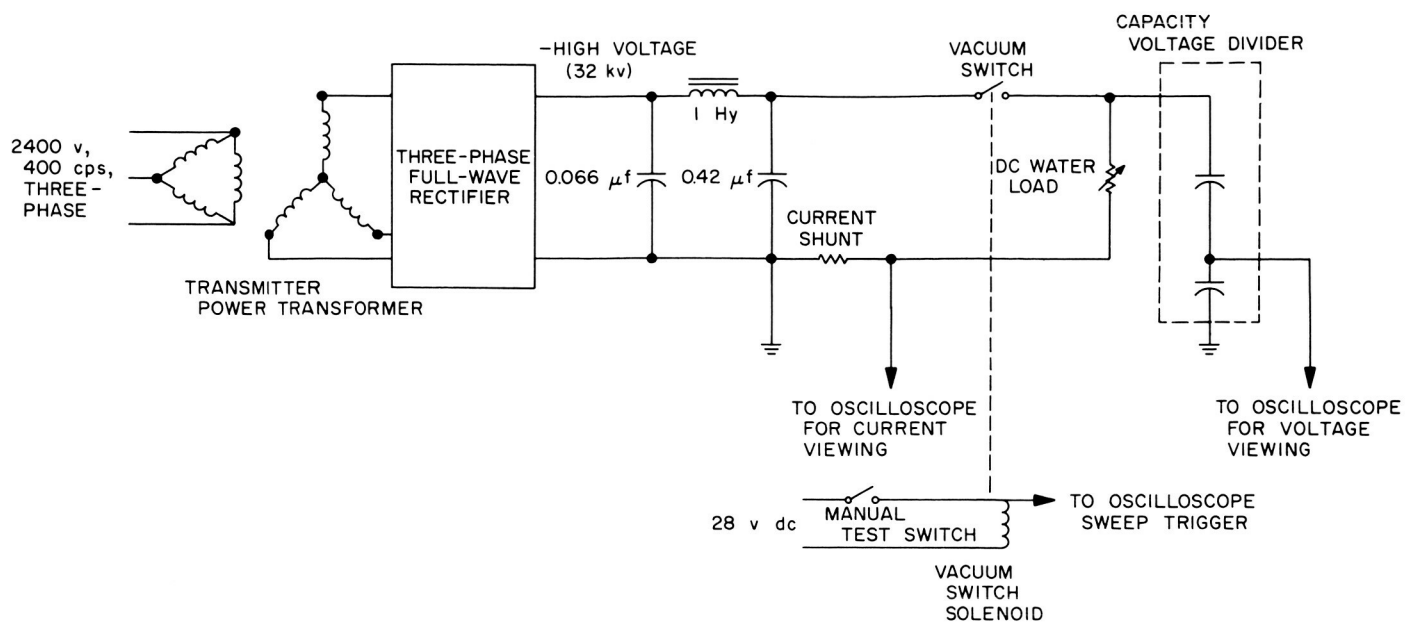 2400 v,
400 cps,
THREE-
PHASE
TRANSMITTER
POWER TRANSFORMER
THREE-PHASE
FULL-WAVE
RECTIFIER
-HIGH VOLTAGE
(32 kv)
1 Hy
0.066 μf
0.42 μf
CURRENT
SHUNT
VACUUM
SWITCH
DC WATER
LOAD
CAPACITY
VOLTAGE DIVIDER
TO OSCILLOSCOPE
FOR CURRENT
VIEWING
TO OSCILLOSCOPE
FOR VOLTAGE
VIEWING
28 v dc
MANUAL
TEST SWITCH
TO OSCILLOSCOPE
SWEEP TRIGGER
VACUUM
SWITCH
SOLENOID